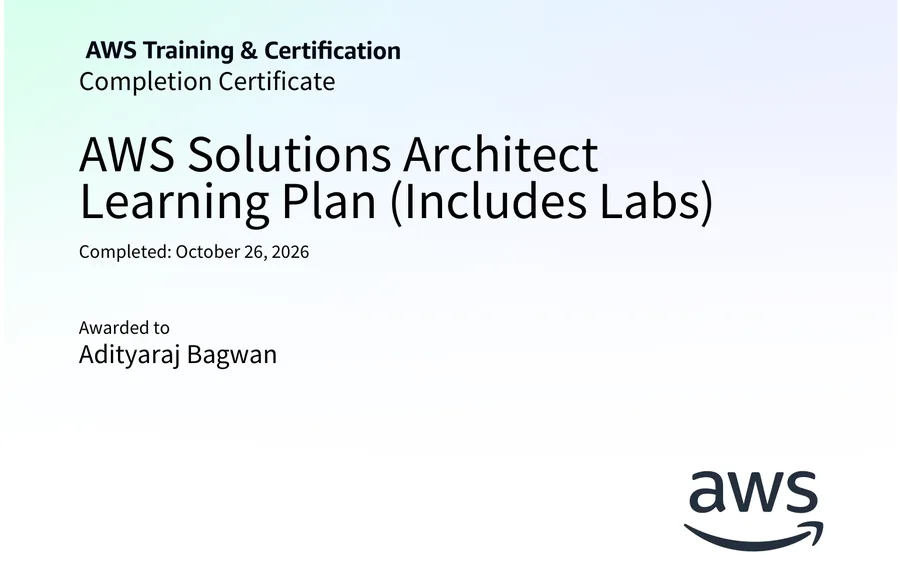 AWS Training & Certification
Completion Certificate
AWS Solutions Architect
Learning Plan (Includes Labs)
Completed: October 26, 2026
Awarded to
Adityaraj Bagwan
aws